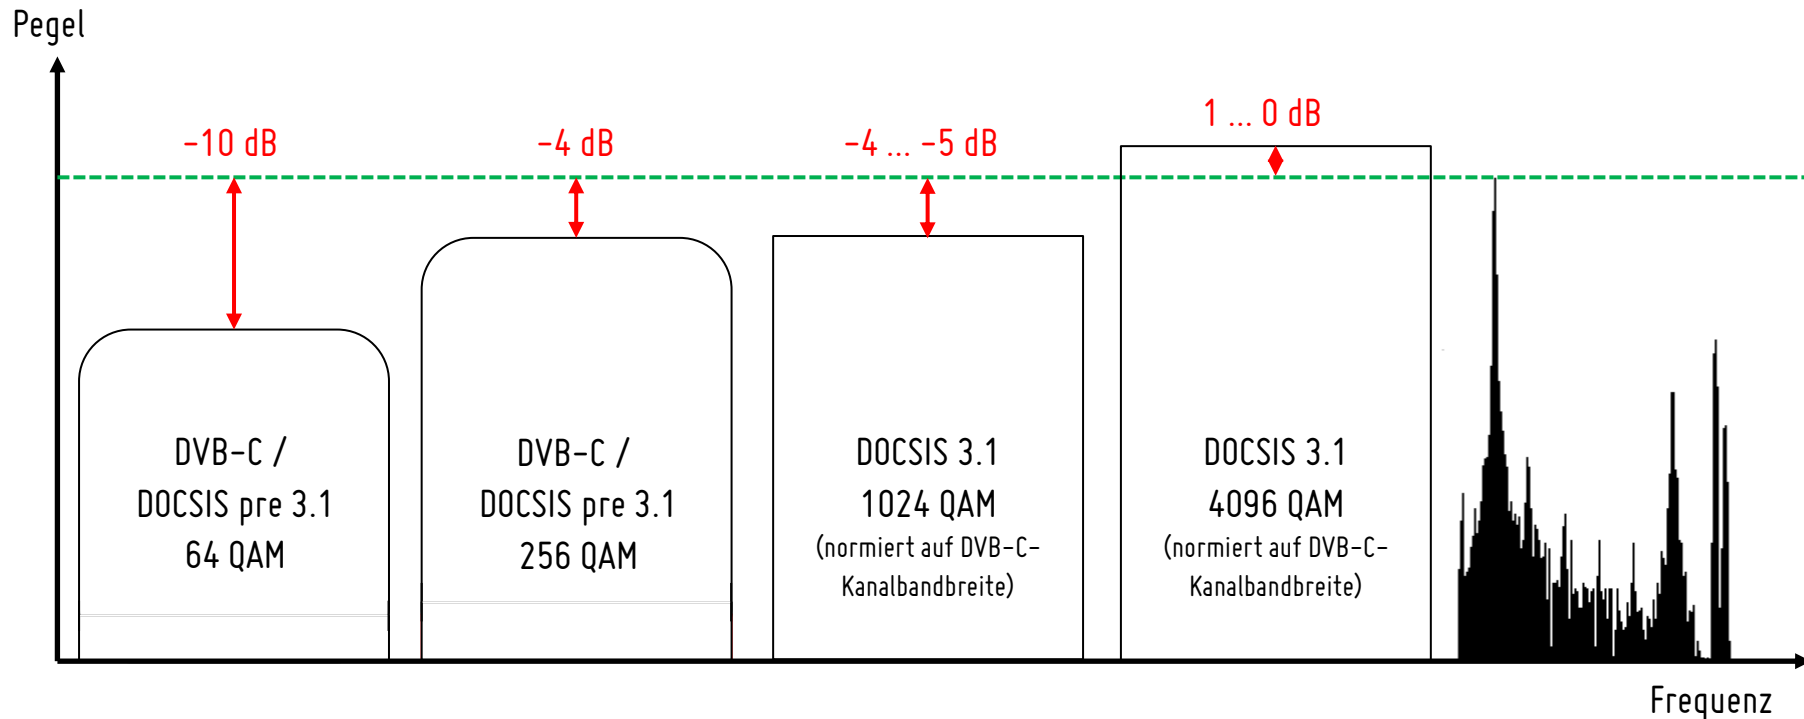 Pegel
-10 dB
-4 dB
-4 ... -5 dB
1 ... 0 dB
DVB-C /
DOCSIS pre 3.1
64 QAM
DVB-C /
DOCSIS pre 3.1
256 QAM
DOCSIS 3.1
1024 QAM
(normiert auf DVB-C-
Kanalbandbreite)
DOCSIS 3.1
4096 QAM
(normiert auf DVB-C-
Kanalbandbreite)
Frequenz